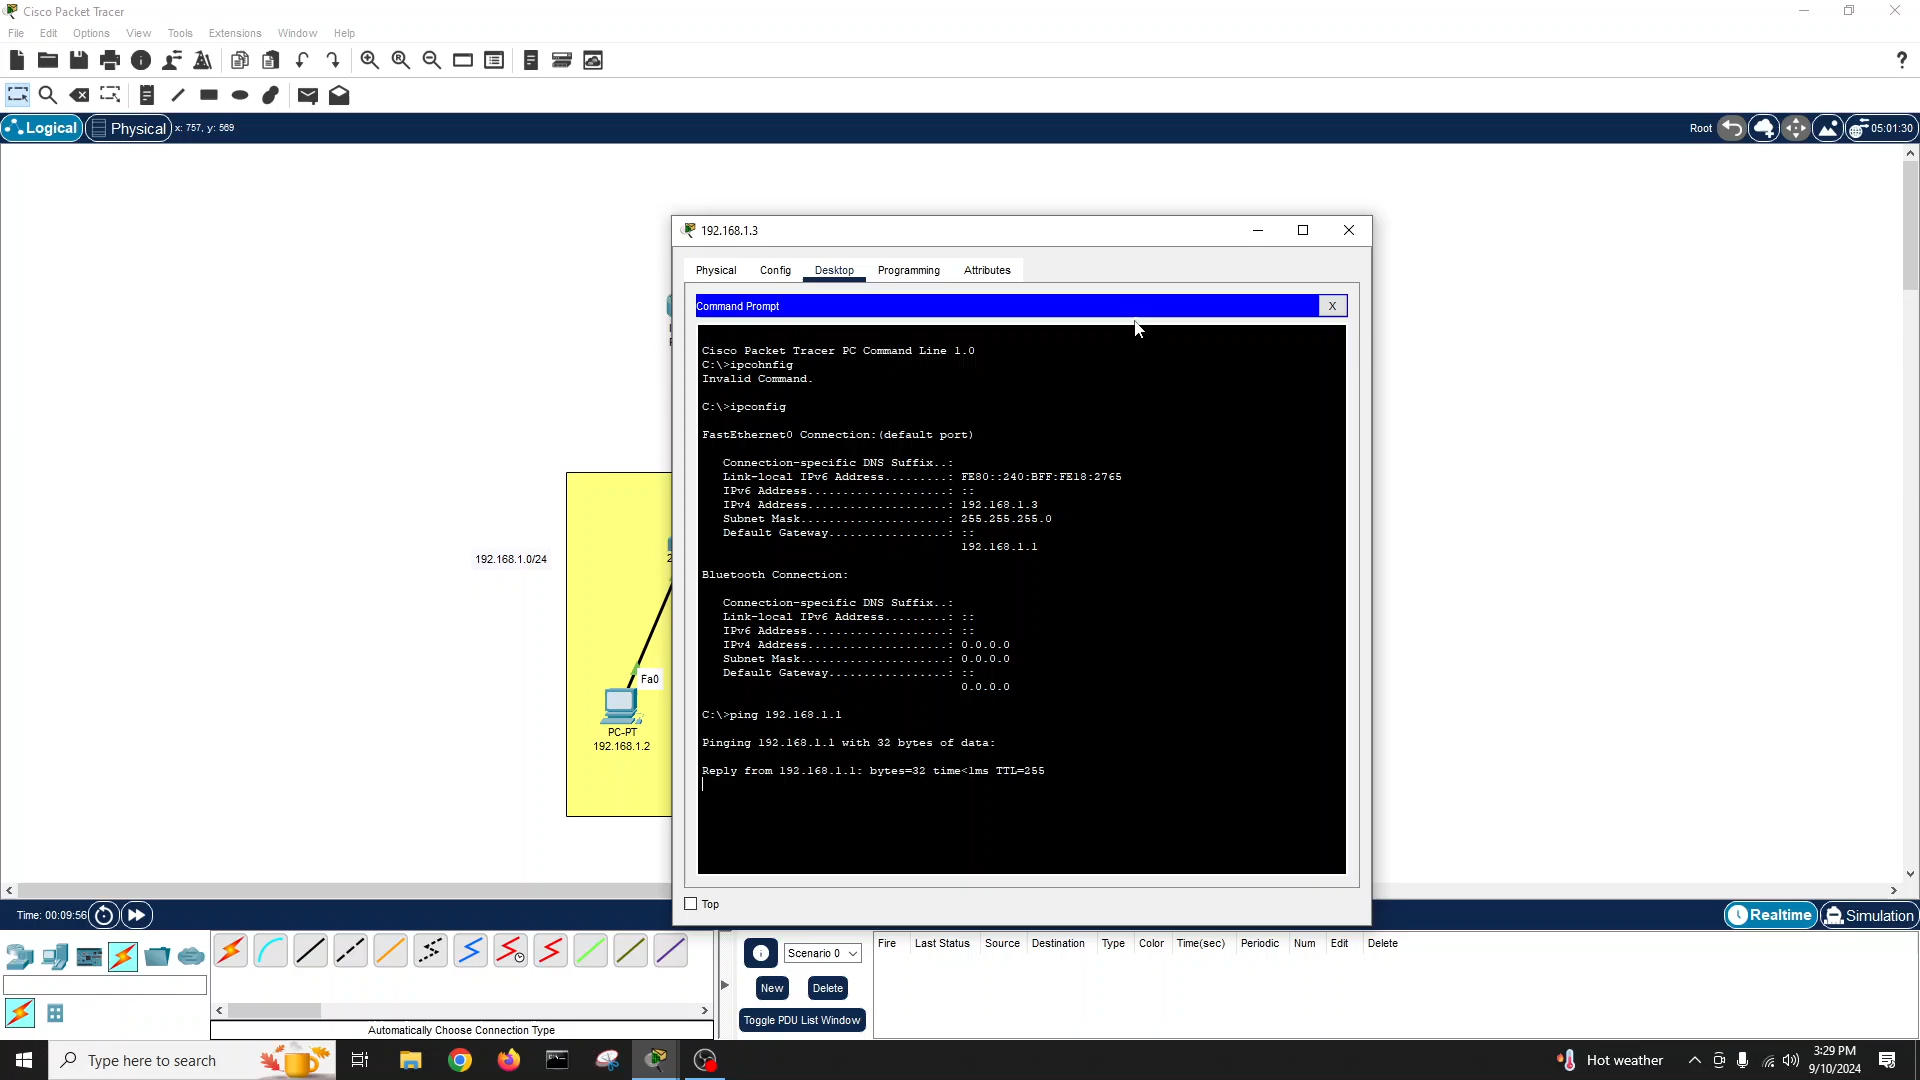 Cisco Packet Tracer
File Edit Options View Tools Extensions Window Help
Logical Physical x: 757, y: 569 Root 05:01:30
192.168.1.3
Physical Config Desktop Programming Attributes
Command Prompt X
Cisco Packet Tracer PC Command Line 1.0
C:\>ipcohnfig
Invalid Command.
C:\>ipconfig
FastEthernet0 Connection:(default port)
Connection-specific DNS Suffix..:
Link-local IPv6 Address.........: FE80::240:BFF:FE18:2765
IPv6 Address....................: ::
IPv4 Address....................: 192.168.1.3
Subnet Mask.....................: 255.255.255.0
Default Gateway.................: ::
192.168.1.1
Bluetooth Connection:
Connection-specific DNS Suffix..:
Link-local IPv6 Address.........: ::
IPv6 Address....................: ::
IPv4 Address....................: 0.0.0.0
Subnet Mask.....................: 0.0.0.0
Default Gateway.................: ::
0.0.0.0
C:\>ping 192.168.1.1
Pinging 192.168.1.1 with 32 bytes of data:
Reply from 192.168.1.1: bytes=32 time<1ms TTL=255
Top
192.168.1.0/24
Fa0
PC-PT
192.168.1.2
Time: 00:09:56 Realtime Simulation
Scenario 0
New Delete
Toggle PDU List Window
Fire Last Status Source Destination Type Color Time(sec) Periodic Num Edit Delete
Automatically Choose Connection Type
Type here to search
Hot weather
3:29 PM
9/10/2024